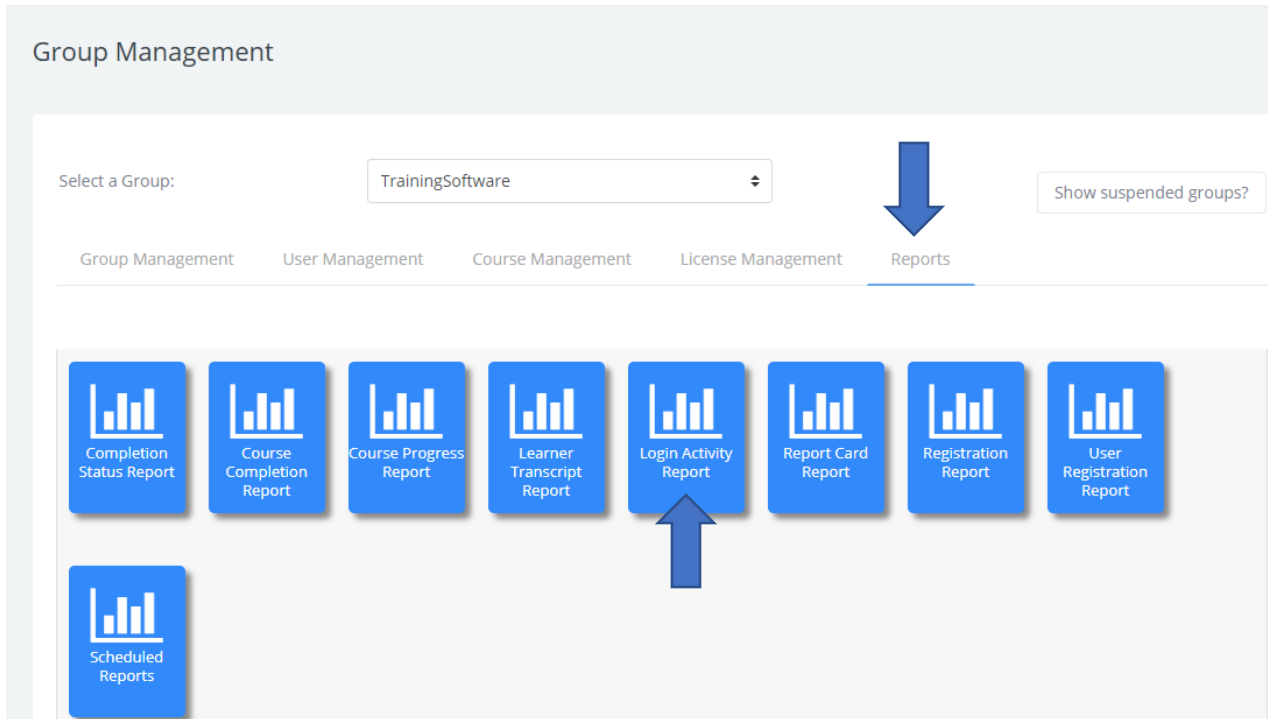 Group Management
Select a Group:
TrainingSoftware
Show suspended groups?
Group Management
User Management
Course Management
License Management
Reports
Completion
Status Report
Course
Completion
Report
Course Progress
Report
Learner
Transcript
Report
Login Activity
Report
Report Card
Report
Registration
Report
User
Registration
Report
Scheduled
Reports